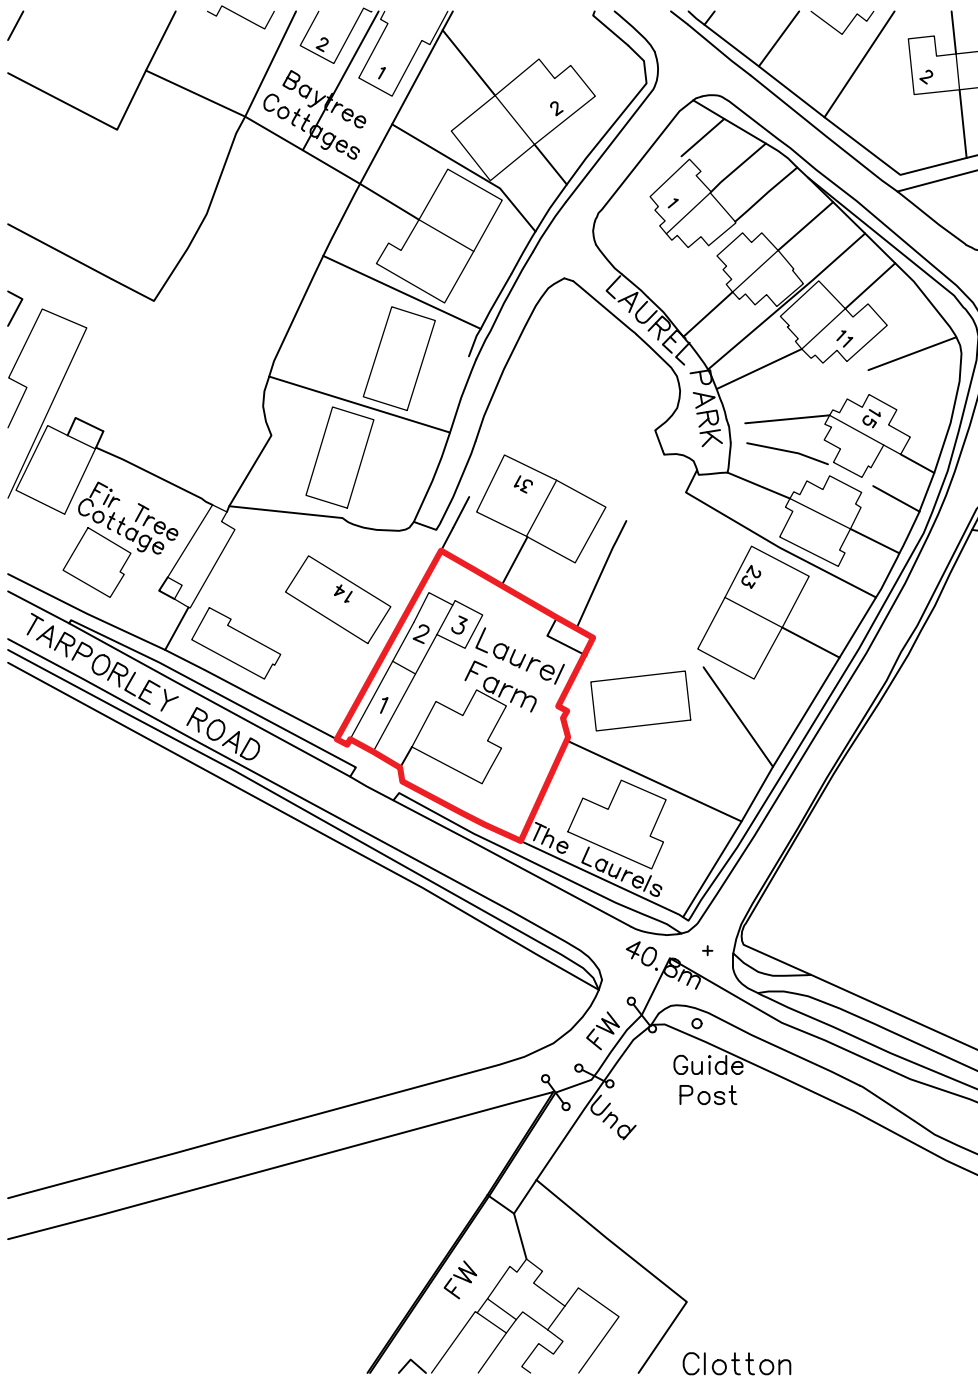 2
1
Baytree
Cottages
2
2
1
11
LAUREL PARK
15
31
Fir Tree
Cottage
14
23
2
3
Laurel
Farm
1
TARPORLEY ROAD
The Laurels
40.8m
FW
Guide
Post
Und
FW
Clotton